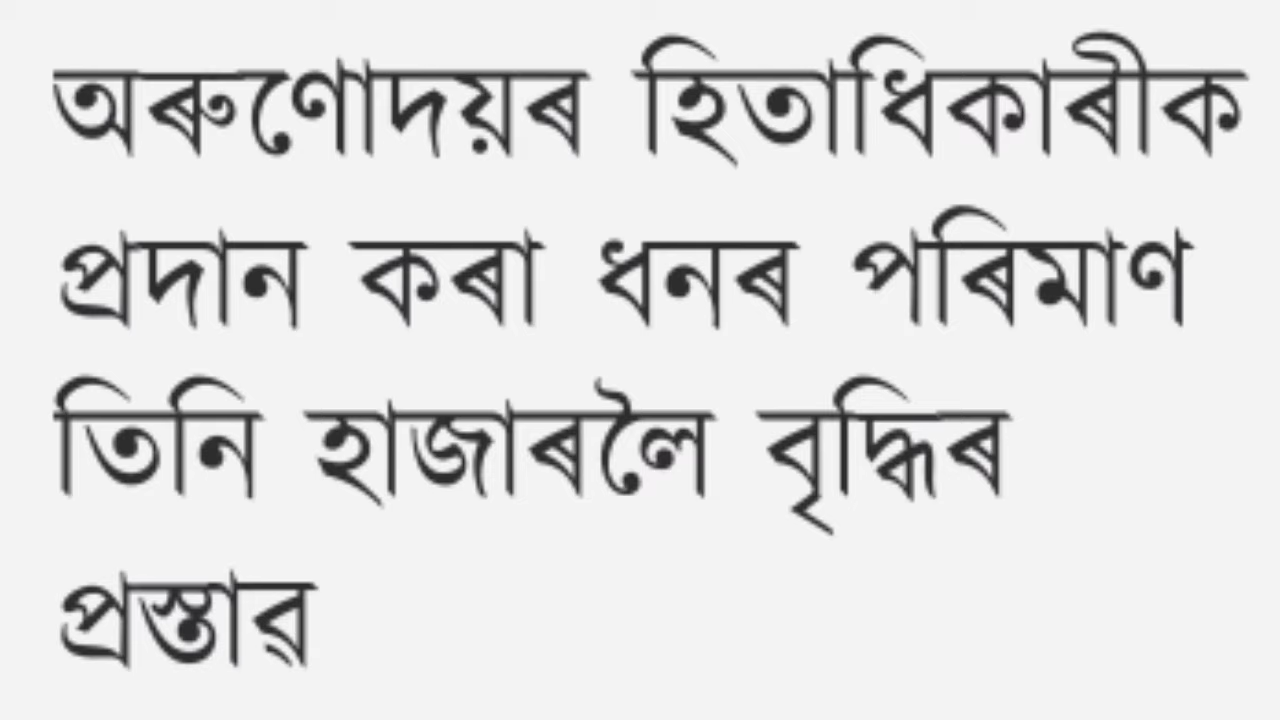 অৰুণোদয়ৰ হিতাধিকাৰীক
প্ৰদান কৰা ধনৰ পৰিমাণ
তিনি হাজাৰলৈ বৃদ্ধিৰ
প্ৰস্তাৱ